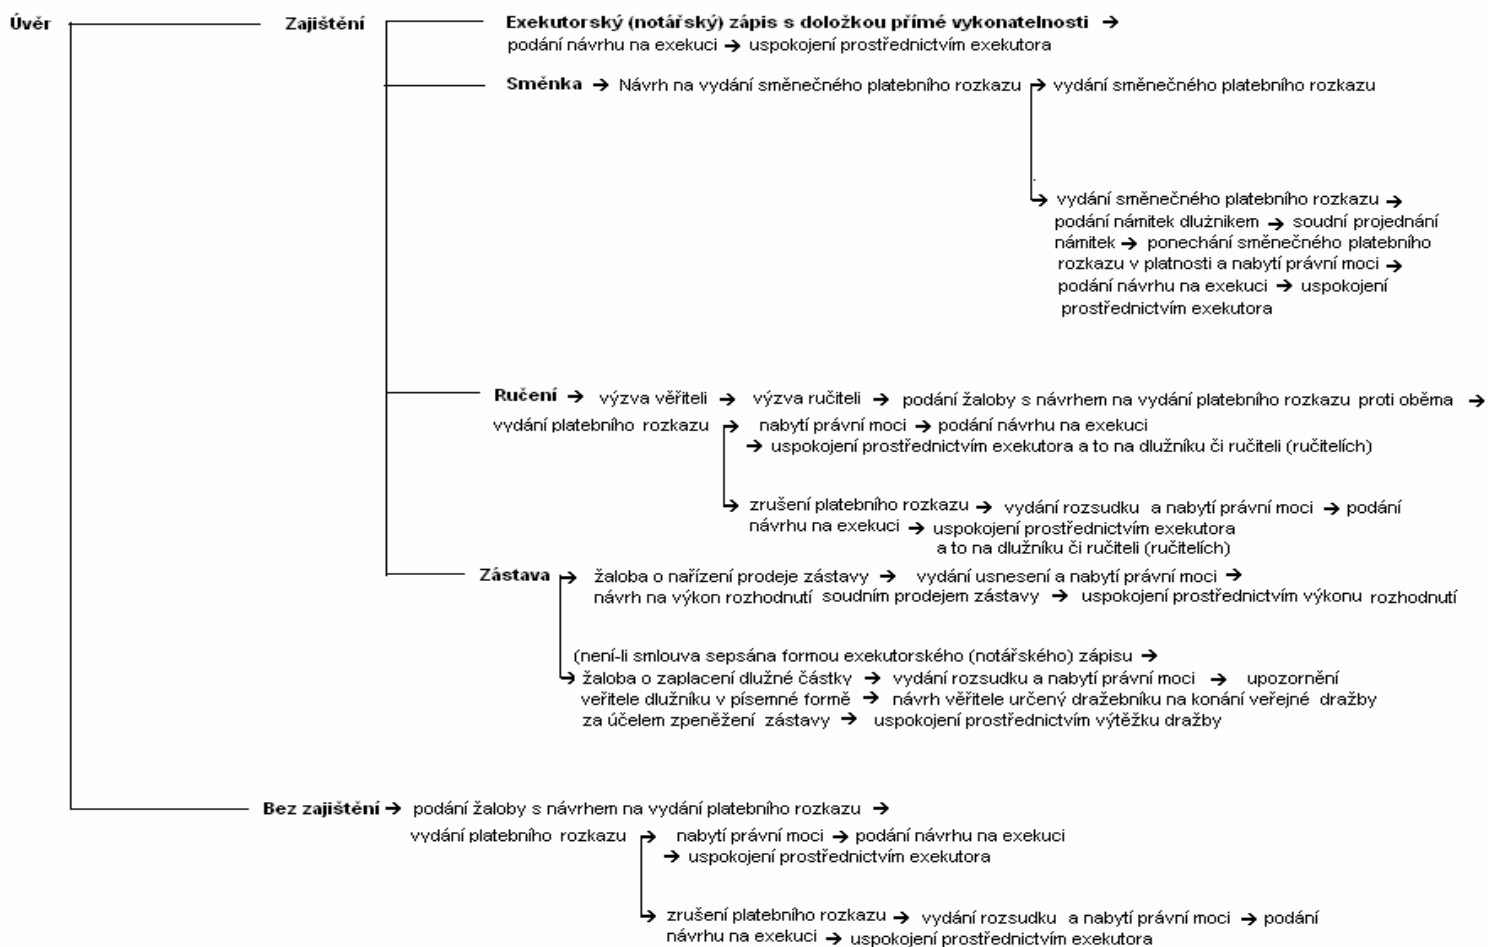 Úvěr
Zajištění
Exekutorský (notářský) zápis s doložkou přímé vykonatelnosti →
podání návrhu na exekuci → uspokojení prostřednictvím exekutora
Směnka → Návrh na vydání směnečného platebního rozkazu → vydání směnečného platebního rozkazu
→ vydání směnečného platebního rozkazu →
podání námitek dlužnikem → soudní projednání
námitek → ponechání směnečného platebního
rozkazu v platnosti a nabytí právní moci →
podání návrhu na exekuci → uspokojení
prostřednictvím exekutora
Ručení → výzva věřiteli → výzva ručiteli → podání žaloby s návrhem na vydání platebního rozkazu proti oběma →
vydání platebního rozkazu → nabytí právní moci → podání návrhu na exekuci
→ uspokojení prostřednictvím exekutora a to na dlužníku či ručiteli (ručitelích)
→ zrušení platebního rozkazu → vydání rozsudku a nabytí právní moci → podání
návrhu na exekuci → uspokojení prostřednictvím exekutora
a to na dlužníku či ručiteli (ručitelích)
Zástava → žaloba o nařízení prodeje zástavy → vydání usnesení a nabytí právní moci →
návrh na výkon rozhodnutí soudním prodejem zástavy → uspokojení prostřednictvím výkonu rozhodnutí
(není-li smlouva sepsána formou exekutorského (notářského) zápisu →
→ žaloba o zaplacení dlužné částky → vydání rozsudku a nabytí právní moci → upozornění
veřitele dlužníku v písemné formě → návrh věřitele určený dražebníku na konání veřejné dražby
za účelem zpeněžení zástavy → uspokojení prostřednictvím výtěžku dražby
Bez zajištění → podání žaloby s návrhem na vydání platebního rozkazu →
vydání platebního rozkazu → nabytí právní moci → podání návrhu na exekuci
→ uspokojení prostřednictvím exekutora
→ zrušení platebního rozkazu → vydání rozsudku a nabytí právní moci → podání
návrhu na exekuci → uspokojení prostřednictvím exekutora